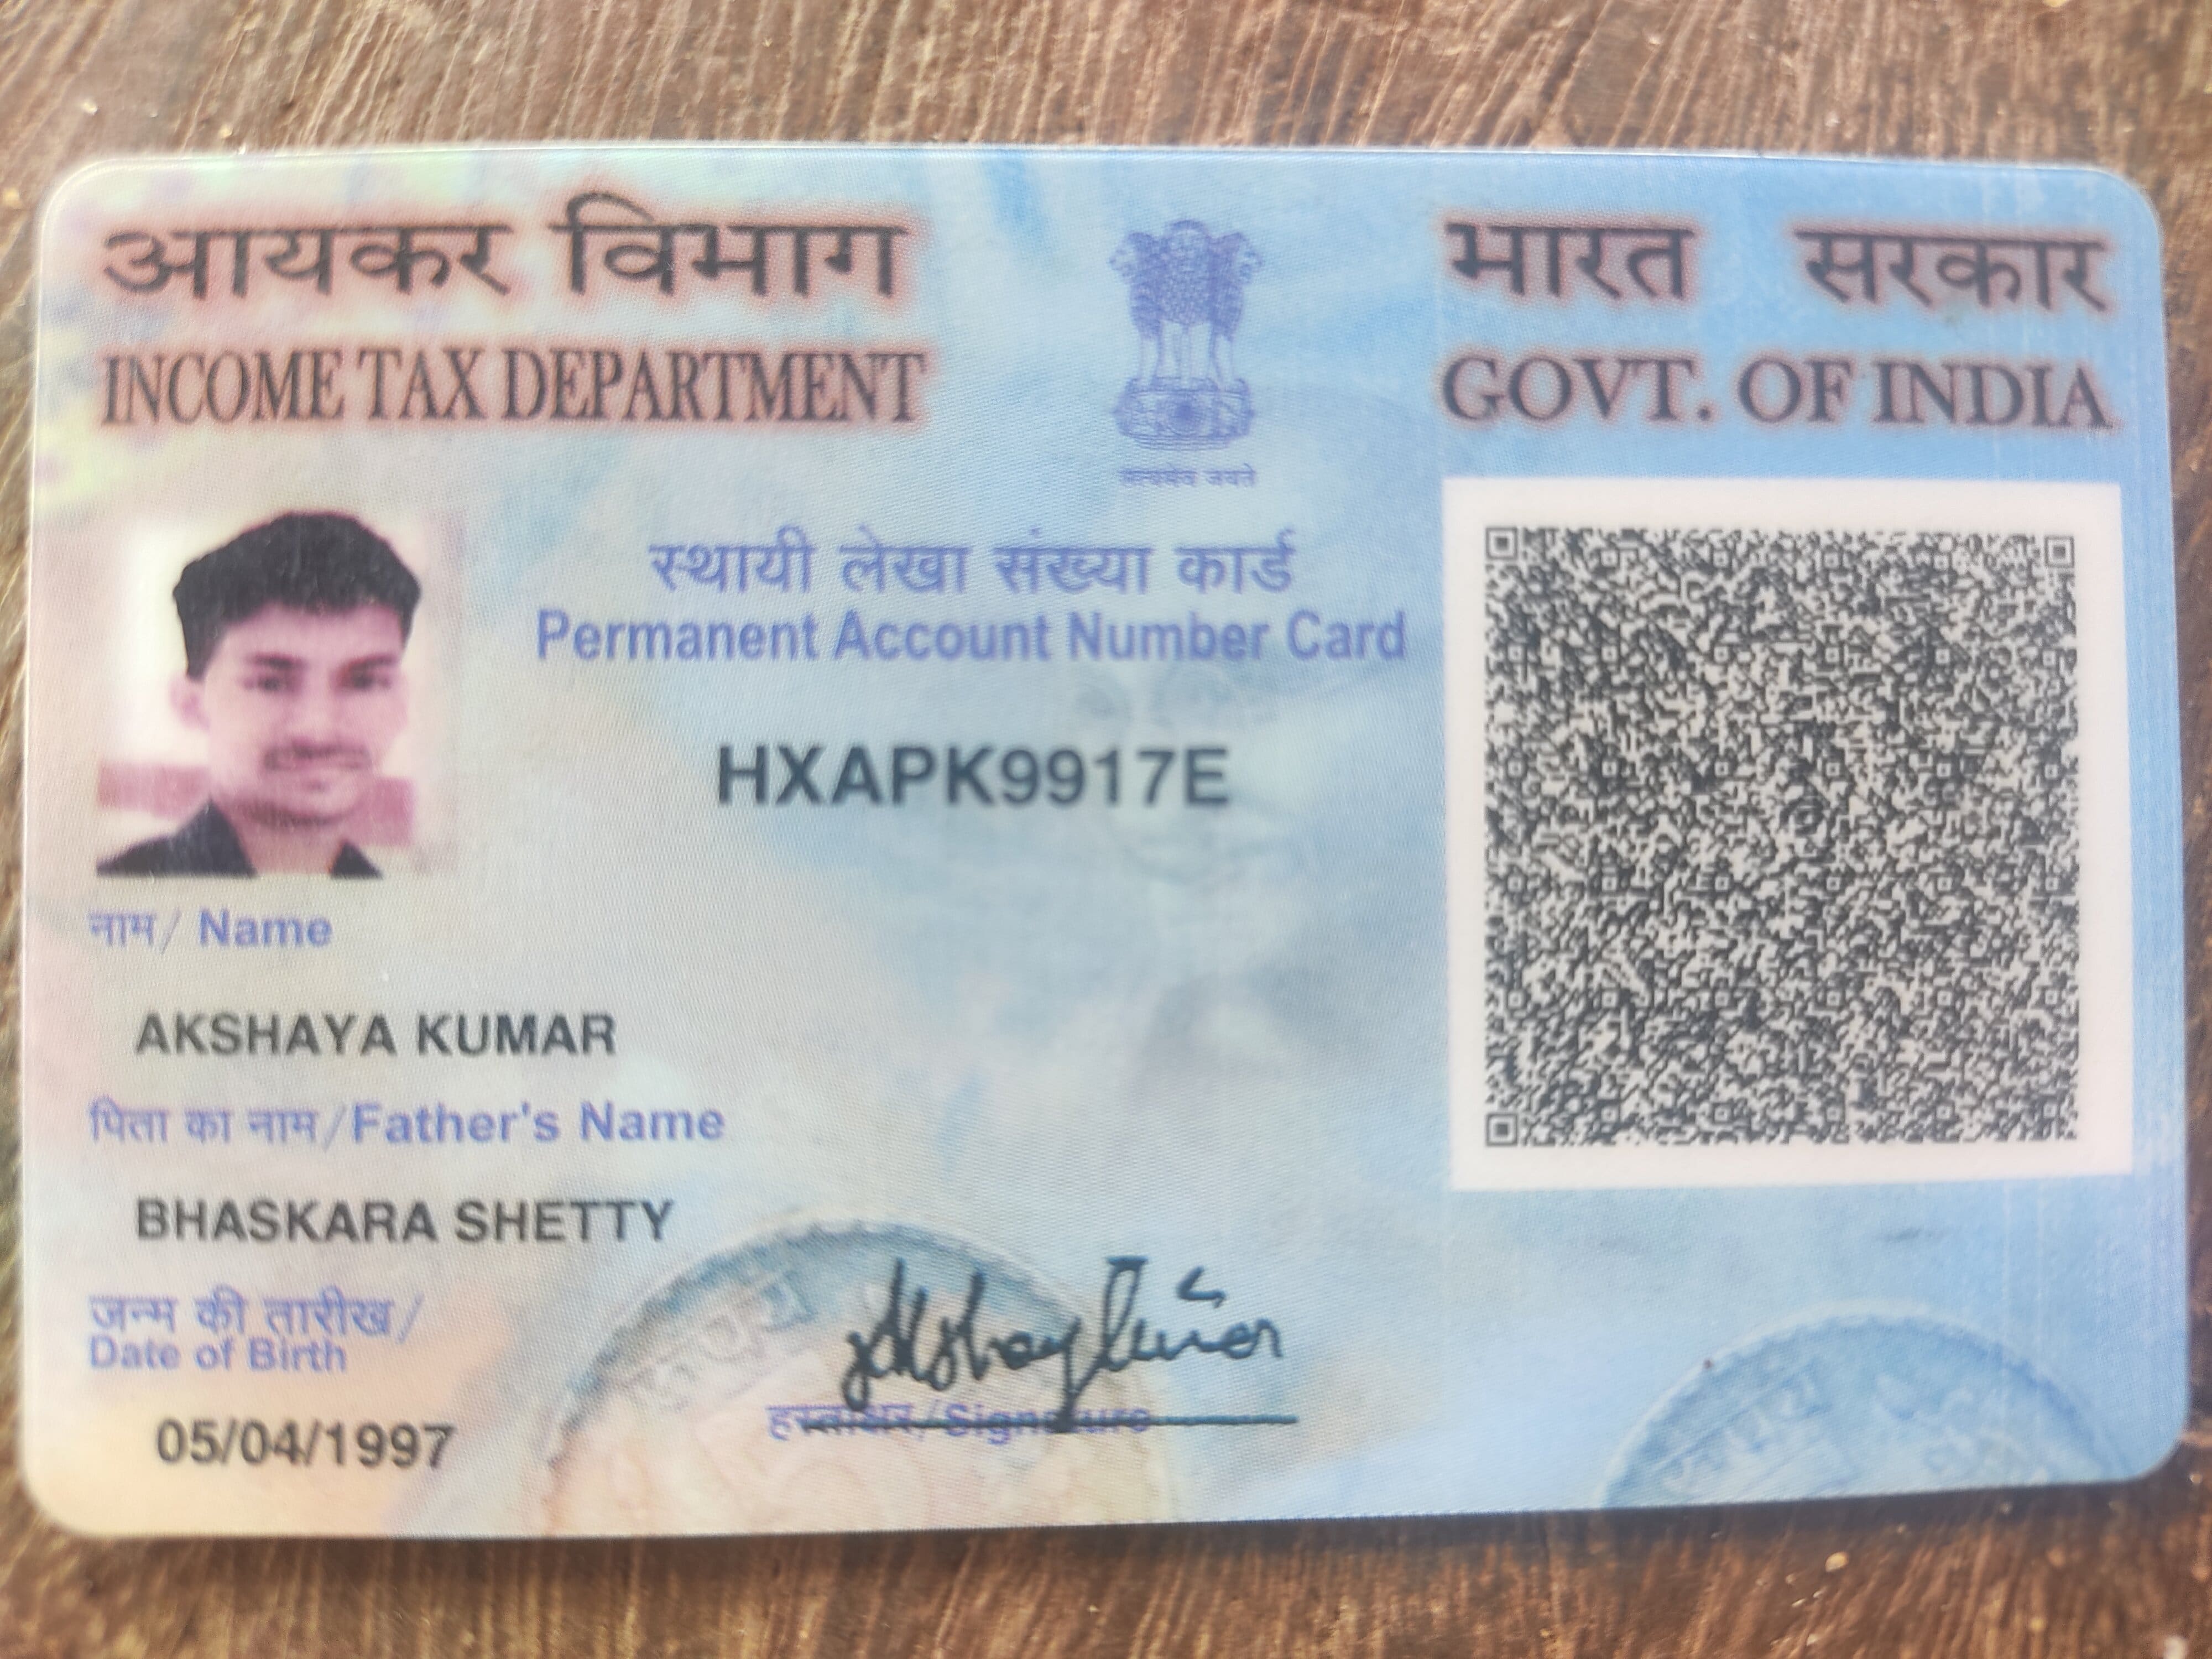 आयकर विभाग
INCOME TAX DEPARTMENT
भारत सरकार
GOVT. OF INDIA
सत्यमेव जयते
स्थायी लेखा संख्या कार्ड
Permanent Account Number Card
HXAPK9917E
नाम/ Name
AKSHAYA KUMAR
पिता का नाम/Father's Name
BHASKARA SHETTY
जन्म की तारीख/
Date of Birth
05/04/1997
Akshay Kumar
हस्ताक्षर/Signature